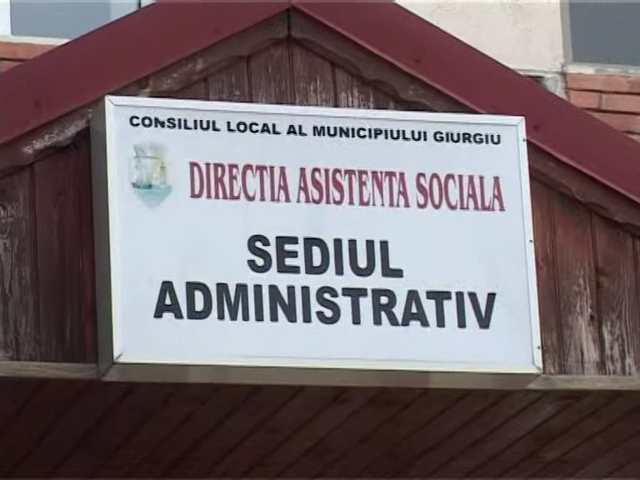 CONSILIUL LOCAL AL MUNICIPIULUI GIURGIU
DIRECTIA ASISTENTA SOCIALA
SEDIUL
ADMINISTRATIV